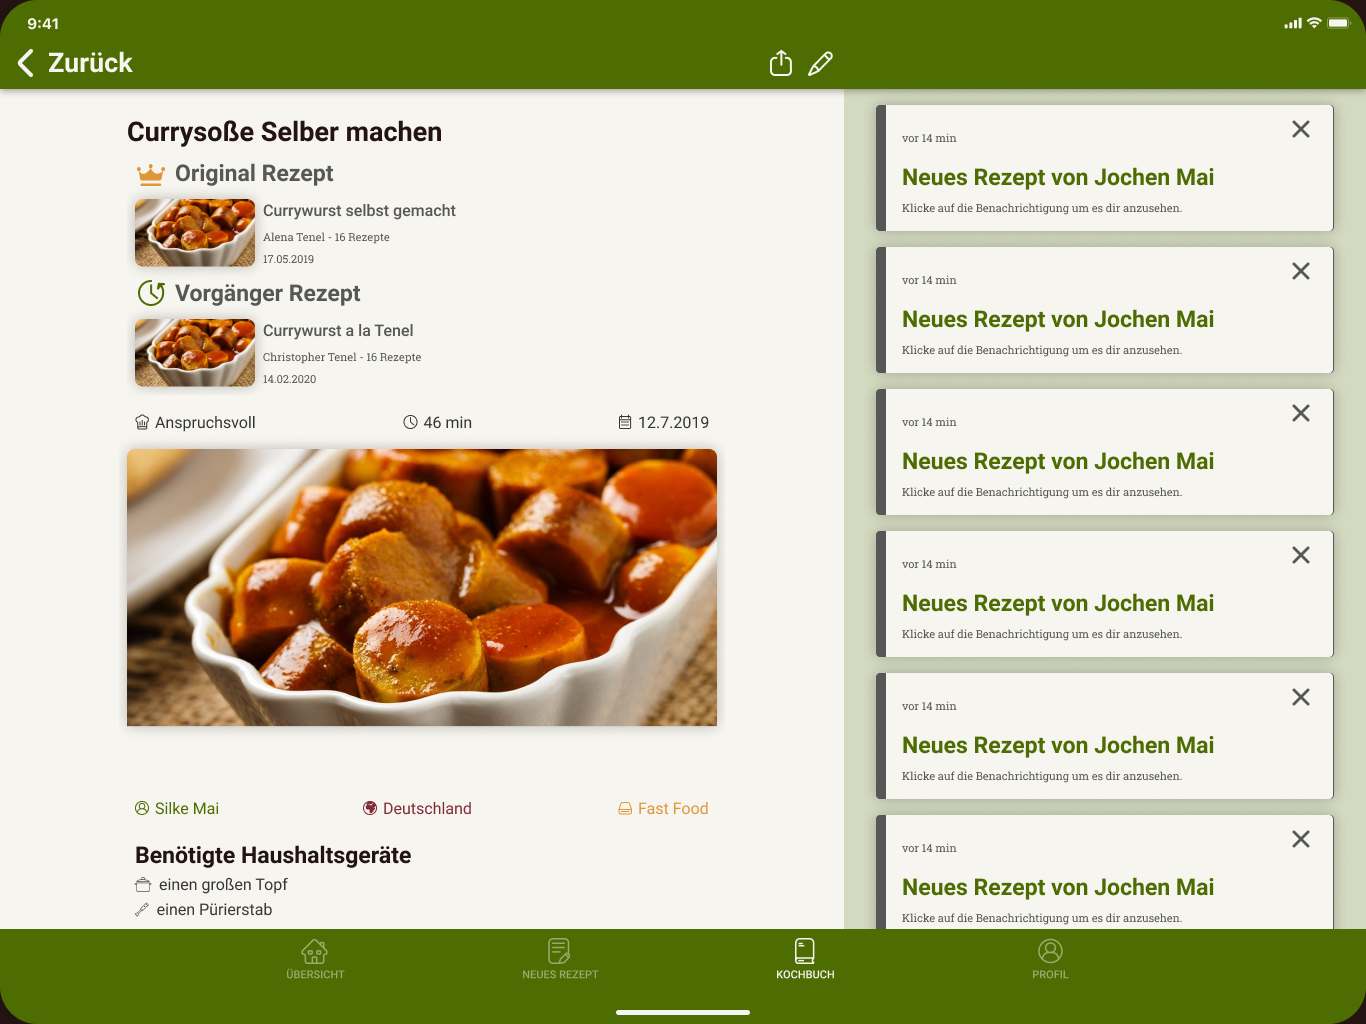 9:41
Zurück
Currysoße Selber machen
Original Rezept
Currywurst selbst gemacht
Alena Tenel - 16 Rezepte
17.05.2019
Vorgänger Rezept
Currywurst a la Tenel
Christopher Tenel - 16 Rezepte
14.02.2020
Anspruchsvoll 46 min 12.7.2019
Silke Mai Deutschland Fast Food
Benötigte Haushaltsgeräte
einen großen Topf
einen Pürierstab
vor 14 min
Neues Rezept von Jochen Mai
Klicke auf die Benachrichtigung um es dir anzusehen.
vor 14 min
Neues Rezept von Jochen Mai
Klicke auf die Benachrichtigung um es dir anzusehen.
vor 14 min
Neues Rezept von Jochen Mai
Klicke auf die Benachrichtigung um es dir anzusehen.
vor 14 min
Neues Rezept von Jochen Mai
Klicke auf die Benachrichtigung um es dir anzusehen.
vor 14 min
Neues Rezept von Jochen Mai
Klicke auf die Benachrichtigung um es dir anzusehen.
vor 14 min
Neues Rezept von Jochen Mai
Klicke auf die Benachrichtigung um es dir anzusehen.
ÜBERSICHT NEUES REZEPT KOCHBUCH PROFIL